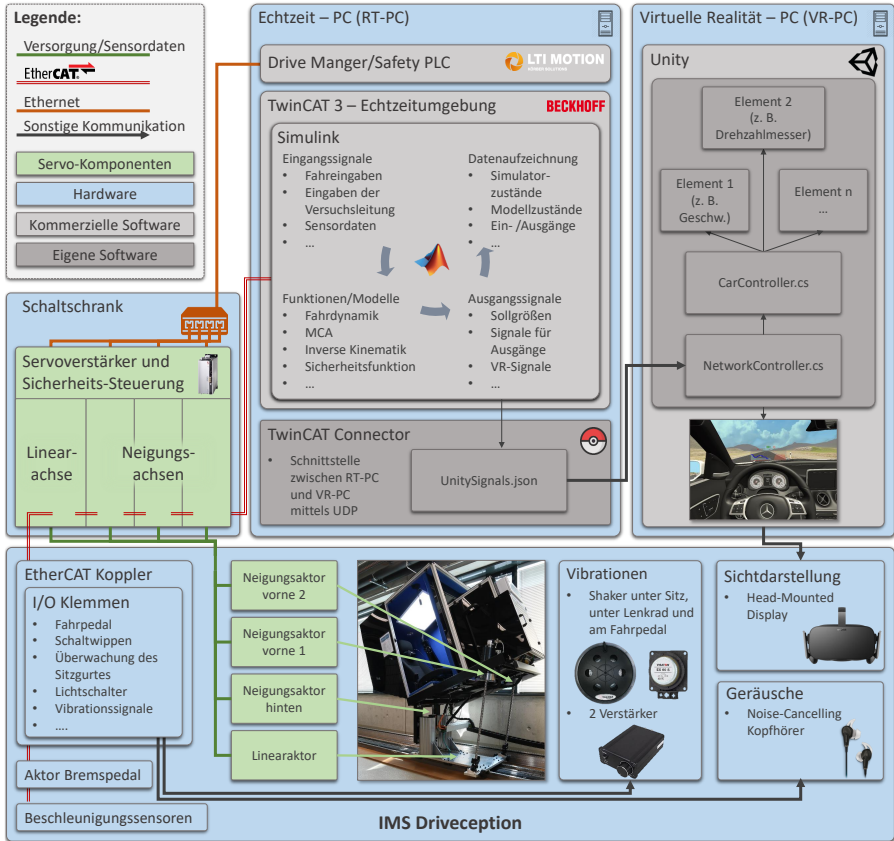 Legende:
Versorgung/Sensordaten
EtherCAT
Ethernet
Sonstige Kommunikation
Servo-Komponenten
Hardware
Kommerzielle Software
Eigene Software
Echtzeit – PC (RT-PC)
Drive Manger/Safety PLC
LTI MOTION
TwinCAT 3 – Echtzeitumgebung
BECKHOFF
Simulink
Eingangssignale
• Fahreingaben
• Eingaben der
Versuchsleitung
• Sensordaten
• ...
Datenaufzeichnung
• Simulator-
zustände
• Modellzustände
• Ein- /Ausgänge
• ...
Funktionen/Modelle
• Fahrdynamik
• MCA
• Inverse Kinematik
• Sicherheitsfunktion
• ...
Ausgangssignale
• Sollgrößen
• Signale für
Ausgänge
• VR-Signale
• ...
TwinCAT Connector
• Schnittstelle
zwischen RT-PC
und VR-PC
mittels UDP
UnitySignals.json
Virtuelle Realität – PC (VR-PC)
Unity
Element 2
(z. B.
Drehzahlmesser)
Element 1
(z. B.
Geschw.)
Element n
...
CarController.cs
NetworkController.cs
Schaltschrank
Servoverstärker und
Sicherheits-Steuerung
Linear-
achse
Neigungs-
achsen
EtherCAT Koppler
I/O Klemmen
• Fahrpedal
• Schaltwippen
• Überwachung des
Sitzgurtes
• Lichtschalter
• Vibrationssignale
• ....
Aktor Bremspedal
Beschleunigungssensoren
Neigungsaktor
vorne 2
Neigungsaktor
vorne 1
Neigungsaktor
hinten
Linearaktor
Vibrationen
• Shaker unter Sitz,
unter Lenkrad und
am Fahrpedal
• 2 Verstärker
Sichtdarstellung
• Head-Mounted
Display
Geräusche
• Noise-Cancelling
Kopfhörer
IMS Driveception